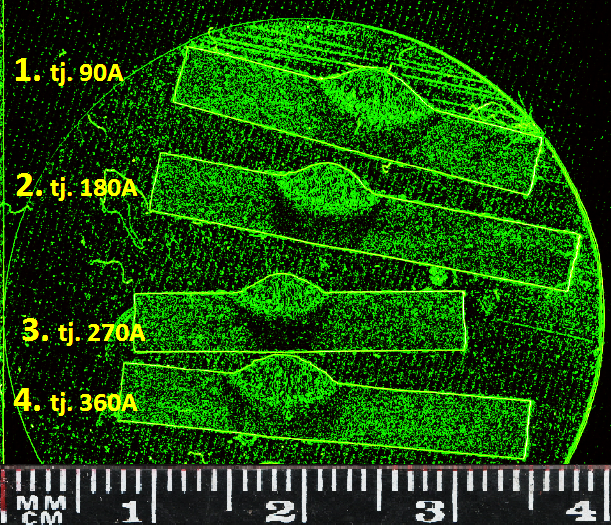 1. tj. 90A
2. tj. 180A
3. tj. 270A
4. tj. 360A
MM
CM 1 2 3 4